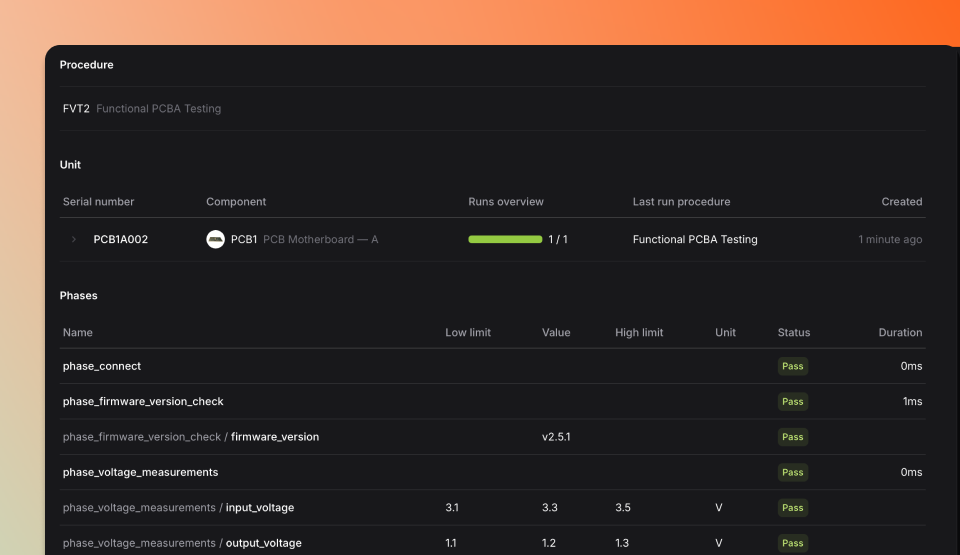 Procedure
FVT2 Functional PCBA Testing
Unit
Serial number Component Runs overview Last run procedure Created
PCB1A002 PCB1 PCB Motherboard — A 1 / 1 Functional PCBA Testing 1 minute ago
Phases
Name Low limit Value High limit Unit Status Duration
phase_connect Pass 0ms
phase_firmware_version_check Pass 1ms
phase_firmware_version_check / firmware_version v2.5.1 Pass
phase_voltage_measurements Pass 0ms
phase_voltage_measurements / input_voltage 3.1 3.3 3.5 V Pass
phase_voltage_measurements / output_voltage 1.1 1.2 1.3 V Pass